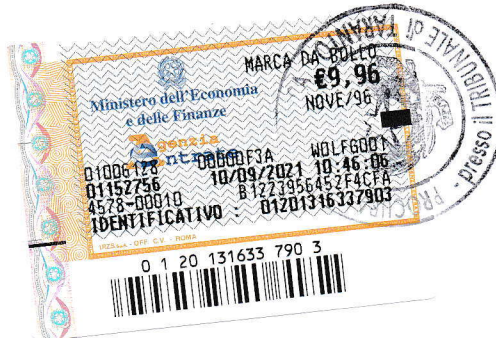 MARCA DA BOLLO
€9,96
NOVE/96
Ministero dell'Economia
e delle Finanze
Agenzia
Entrate
01006128 00000F3A WOLFG001
01152756 10/09/2021 10:46:06
4578-00010 B1223956452F4CFA
IDENTIFICATIVO : 01201316337903
OFF. C.V. - ROMA
0 1 20 131633 790 3
PROCURA
presso il TRIBUNALE di TARANTO